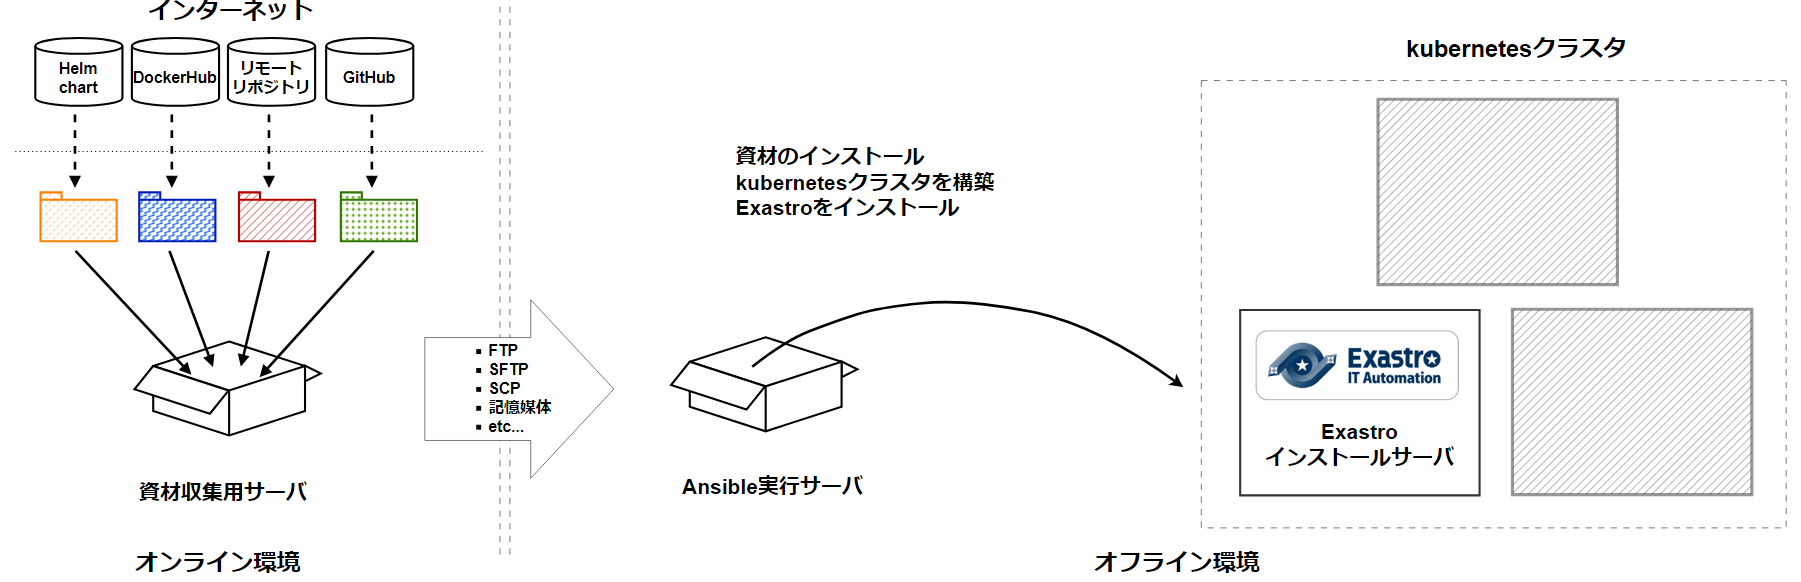 インターネット
Helm
chart
DockerHub
リモート
リポジトリ
GitHub
資材収集用サーバ
オンライン環境
▪ FTP
▪ SFTP
▪ SCP
▪ 記憶媒体
▪ etc...
資材のインストール
kubernetesクラスタを構築
Exastroをインストール
Ansible実行サーバ
kubernetesクラスタ
Exastro
IT Automation
Exastro
インストールサーバ
オフライン環境